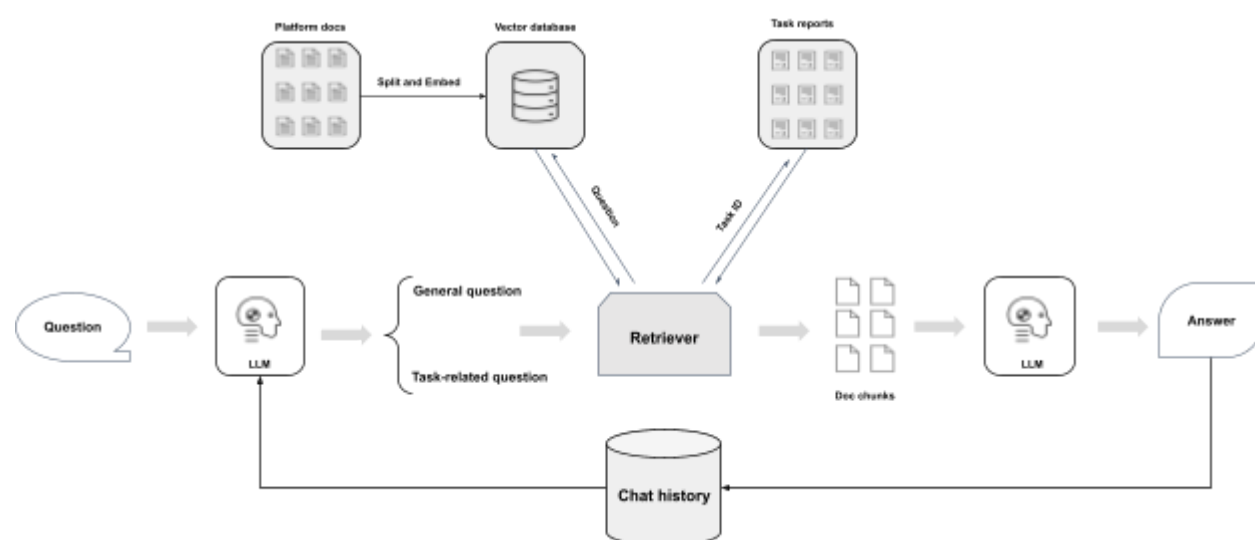 Platform docs
Vector database
Task reports
Split and Embed
Question
Task ID
General question
Question
LLM
Retriever
LLM
Answer
Task-related question
Doc chunks
Chat history